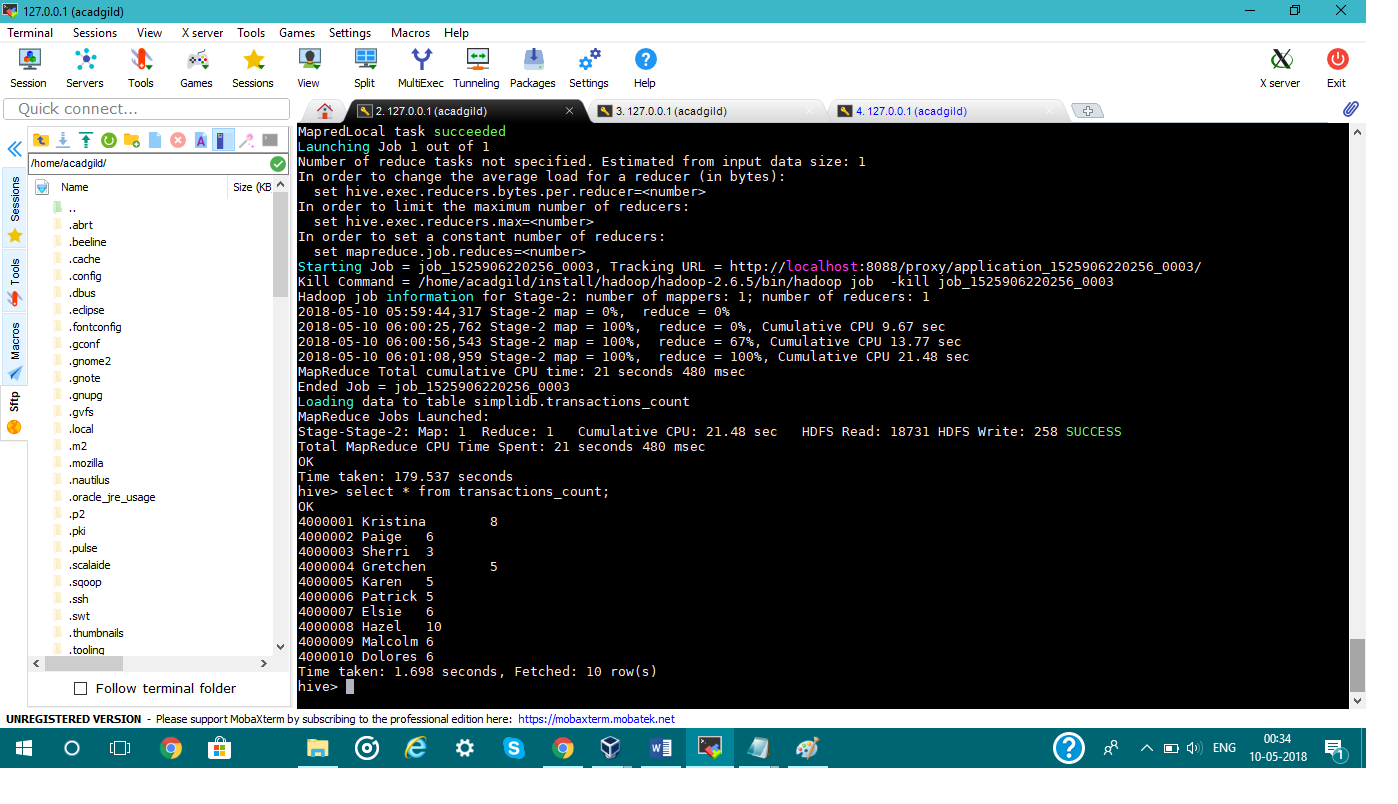 127.0.0.1 (acadgild)
Terminal Sessions View X server Tools Games Settings Macros Help
Session Servers Tools Games Sessions View Split MultiExec Tunneling Packages Settings Help X server Exit
Quick connect...
2. 127.0.0.1 (acadgild) 3. 127.0.0.1 (acadgild) 4. 127.0.0.1 (acadgild)
/home/acadgild/
Name Size (KB
..
.abrt
.beeline
.cache
.config
.dbus
.eclipse
.fontconfig
.gconf
.gnome2
.gnote
.gnupg
.gvfs
.local
.m2
.mozilla
.nautilus
.oracle_jre_usage
.p2
.pki
.pulse
.scalaide
.sqoop
.ssh
.swt
.thumbnails
.tooling
Follow terminal folder
Sessions
Tools
Macros
Sftp
MapredLocal task succeeded
Launching Job 1 out of 1
Number of reduce tasks not specified. Estimated from input data size: 1
In order to change the average load for a reducer (in bytes):
  set hive.exec.reducers.bytes.per.reducer=<number>
In order to limit the maximum number of reducers:
  set hive.exec.reducers.max=<number>
In order to set a constant number of reducers:
  set mapreduce.job.reduces=<number>
Starting Job = job_1525906220256_0003, Tracking URL = http://localhost:8088/proxy/application_1525906220256_0003/
Kill Command = /home/acadgild/install/hadoop/hadoop-2.6.5/bin/hadoop job  -kill job_1525906220256_0003
Hadoop job information for Stage-2: number of mappers: 1; number of reducers: 1
2018-05-10 05:59:44,317 Stage-2 map = 0%,  reduce = 0%
2018-05-10 06:00:25,762 Stage-2 map = 100%,  reduce = 0%, Cumulative CPU 9.67 sec
2018-05-10 06:00:56,543 Stage-2 map = 100%,  reduce = 67%, Cumulative CPU 13.77 sec
2018-05-10 06:01:08,959 Stage-2 map = 100%,  reduce = 100%, Cumulative CPU 21.48 sec
MapReduce Total cumulative CPU time: 21 seconds 480 msec
Ended Job = job_1525906220256_0003
Loading data to table simplidb.transactions_count
MapReduce Jobs Launched:
Stage-Stage-2: Map: 1  Reduce: 1   Cumulative CPU: 21.48 sec   HDFS Read: 18731 HDFS Write: 258 SUCCESS
Total MapReduce CPU Time Spent: 21 seconds 480 msec
OK
Time taken: 179.537 seconds
hive> select * from transactions_count;
OK
4000001 Kristina        8
4000002 Paige   6
4000003 Sherri  3
4000004 Gretchen        5
4000005 Karen   5
4000006 Patrick 5
4000007 Elsie   6
4000008 Hazel   10
4000009 Malcolm 6
4000010 Dolores 6
Time taken: 1.698 seconds, Fetched: 10 row(s)
hive>
UNREGISTERED VERSION - Please support MobaXterm by subscribing to the professional edition here: https://mobaxterm.mobatek.net
ENG 00:34
10-05-2018
1